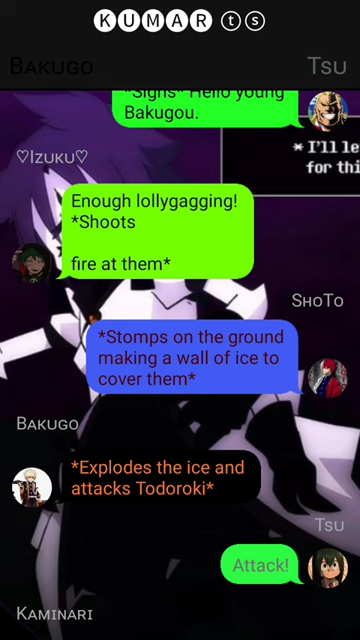 KUMAR ts
BAKUGO
TSU
*Sighs* Hello young
Bakugou.
* I'll le
for thi
♡IZUKU♡
Enough lollygagging!
*Shoots
fire at them*
SHOTO
*Stomps on the ground
making a wall of ice to
cover them*
BAKUGO
*Explodes the ice and
attacks Todoroki*
TSU
Attack!
KAMINARI